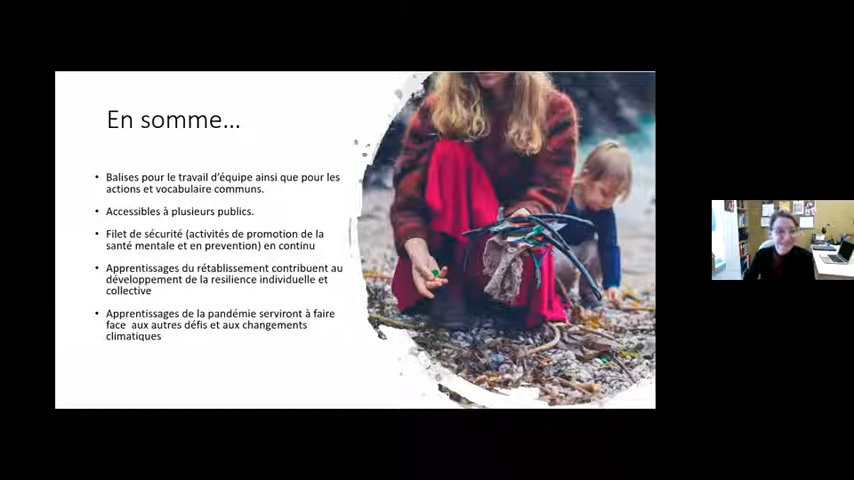 En somme...
• Balises pour le travail d'équipe ainsi que pour les
actions et vocabulaire communs.
• Accessibles à plusieurs publics.
• Filet de sécurité (activités de promotion de la
santé mentale et en prevention) en continu
• Apprentissages du rétablissement contribuent au
développement de la resilience individuelle et
collective
• Apprentissages de la pandémie serviront à faire
face aux autres défis et aux changements
climatiques